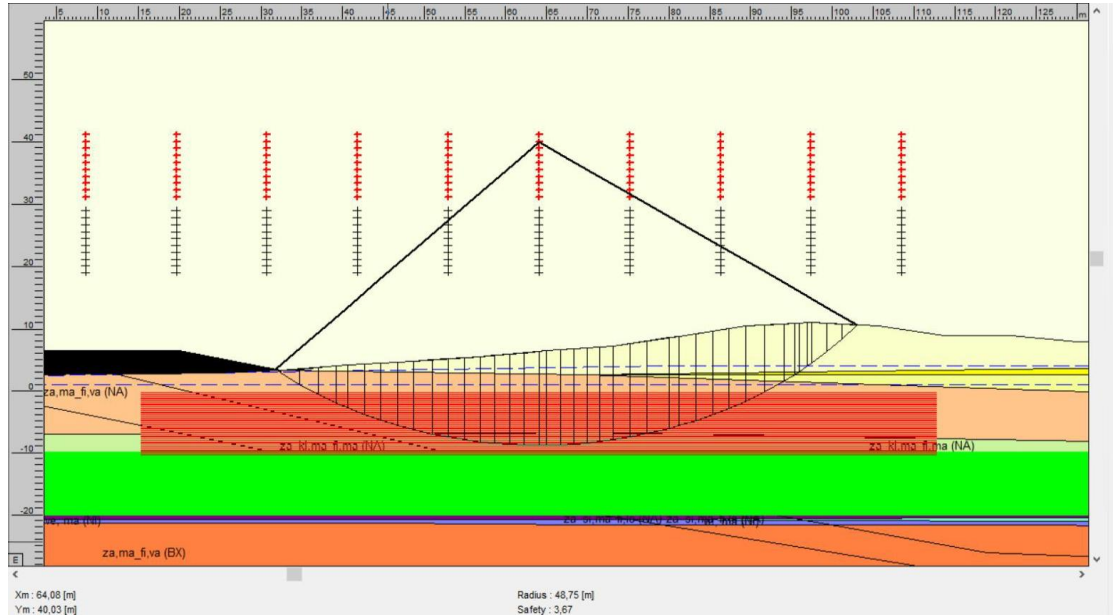 5 10 15 20 25 30 35 40 45 50 55 60 65 70 75 80 85 90 95 100 105 110 115 120 125 m
50
40
30
20
10
0
za,ma_fi,va (NA)
za_kl,ma_fi,ma (NA) za_kl,ma_fi,ma (NA)
-10
-20
za,ma_fi,va (BX)
E
Xm : 64,08 [m] Radius : 48,75 [m]
Ym : 40,03 [m] Safety : 3,67